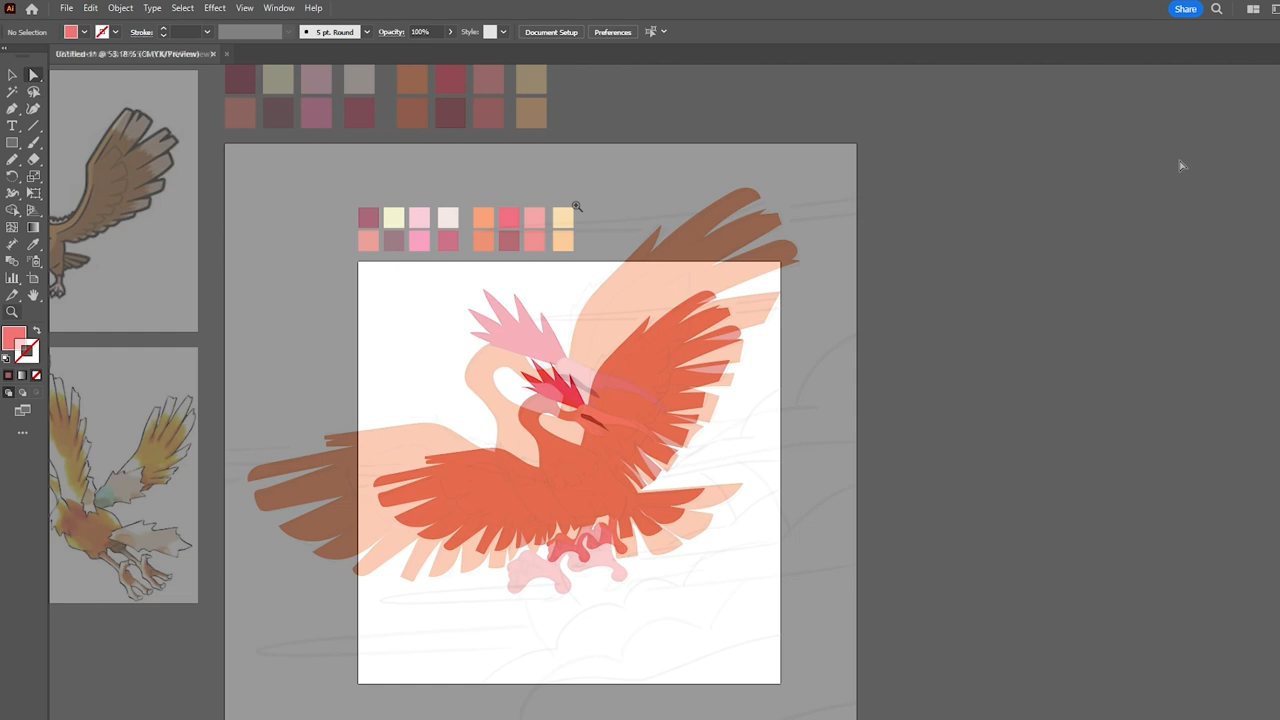 Ai File Edit Object Type Select Effect View Window Help Share
No Selection Stroke: 5 pt. Round Opacity: 100% Style: Document Setup Preferences